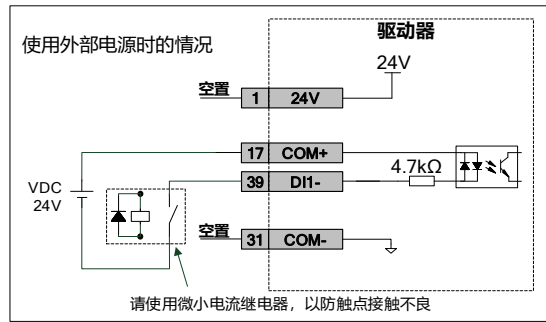 使用外部电源时的情况
驱动器
24V
空置
1 24V
17 COM+
4.7kΩ
39 DI1-
VDC
24V
空置
31 COM-
请使用微小电流继电器，以防触点接触不良